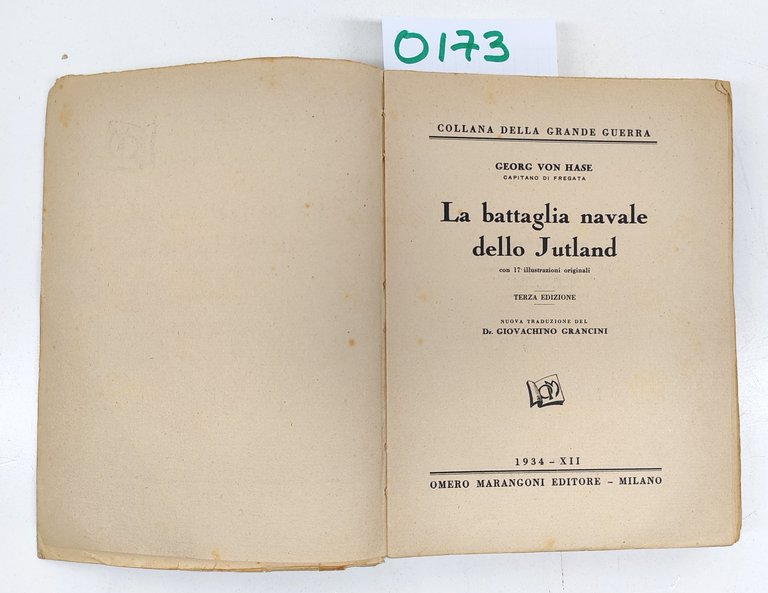 0173
COLLANA DELLA GRANDE GUERRA
GEORG VON HASE
CAPITANO DI FREGATA
La battaglia navale
dello Jutland
con 17 illustrazioni originali
TERZA EDIZIONE
NUOVA TRADUZIONE DEL
Dr. GIOVACHINO GRANCINI
OM
1934 - XII
OMERO MARANGONI EDITORE - MILANO